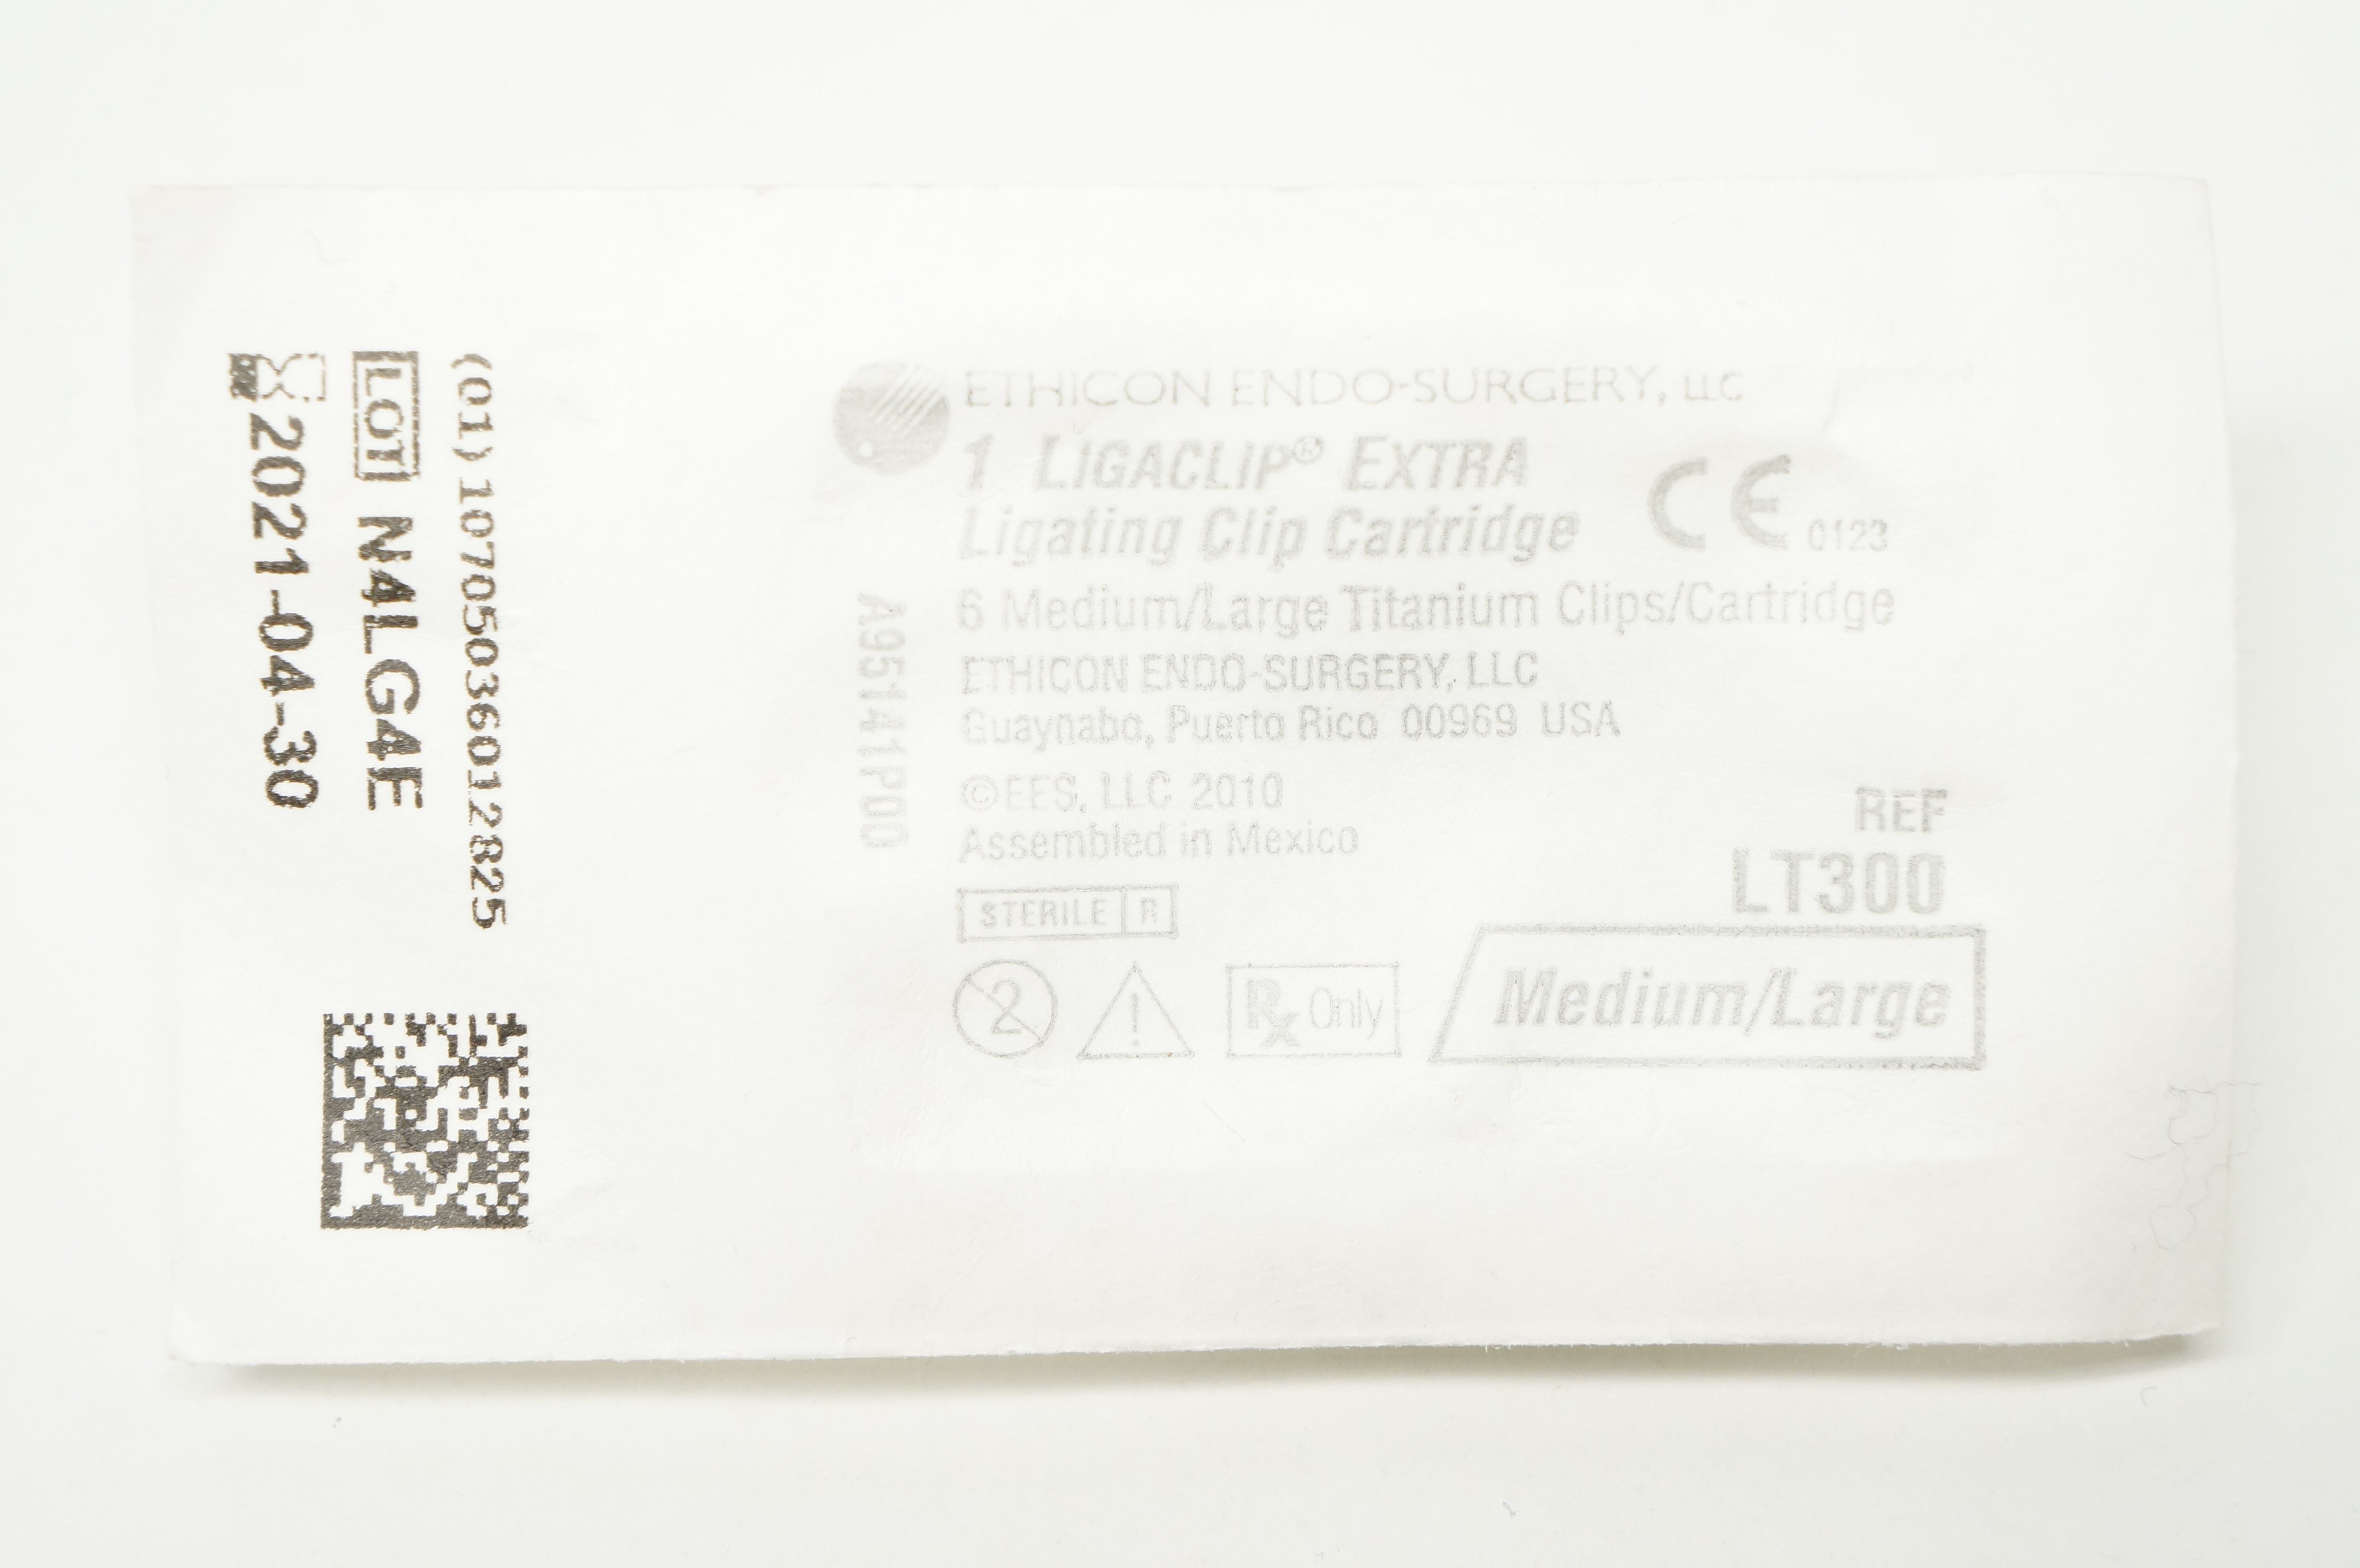 2021-04-30
LOT N4LG4E
(01) 10705036012825
ETHICON ENDO-SURGERY, LLC
1 LIGACLIP® EXTRA
Ligating Clip Cartridge
CE 0123
6 Medium/Large Titanium Clips/Cartridge
ETHICON ENDO-SURGERY, LLC
Guaynabo, Puerto Rico 00969 USA
©EES, LLC 2010
Assembled in Mexico
A95141P00
REF
LT300
STERILE R
2
!
Rx Only
Medium/Large